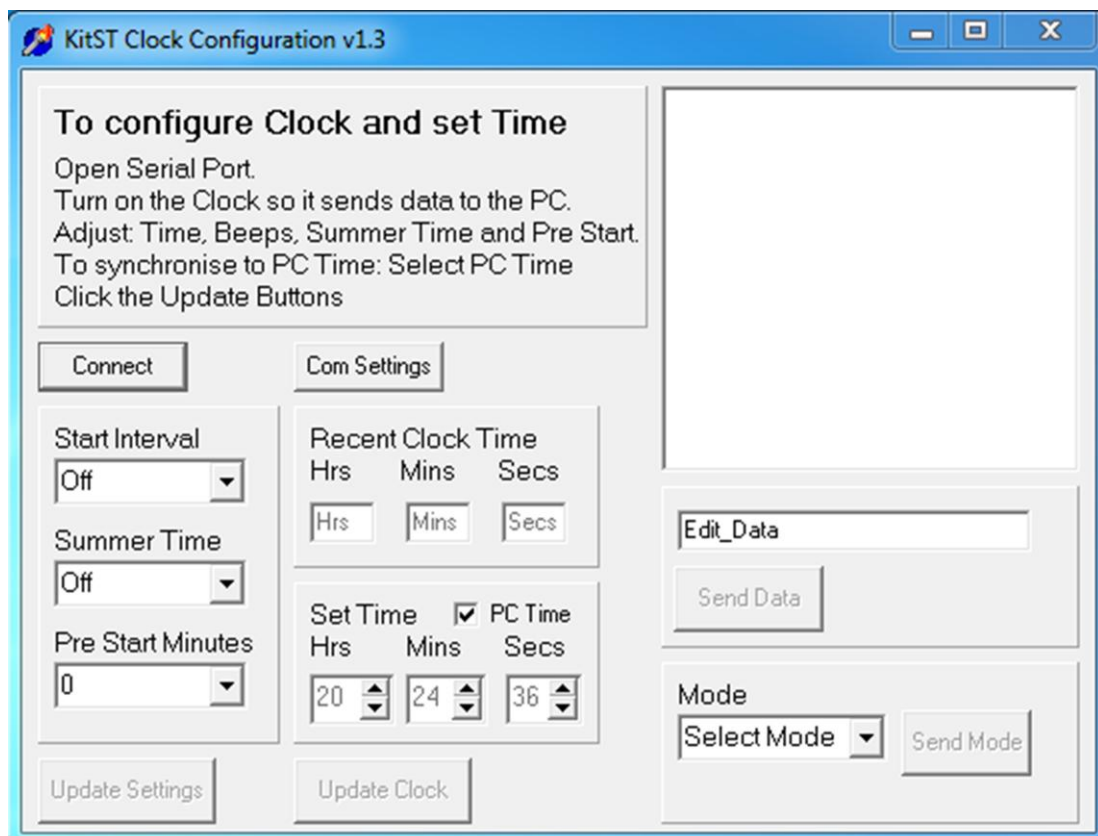 KitST Clock Configuration v1.3
To configure Clock and set Time
Open Serial Port.
Turn on the Clock so it sends data to the PC.
Adjust: Time, Beeps, Summer Time and Pre Start.
To synchronise to PC Time: Select PC Time
Click the Update Buttons
Connect
Com Settings
Start Interval
Off
Summer Time
Off
Pre Start Minutes
0
Update Settings
Recent Clock Time
Hrs Mins Secs
Hrs Mins Secs
Set Time PC Time
Hrs Mins Secs
20 24 36
Update Clock
Edit_Data
Send Data
Mode
Select Mode
Send Mode